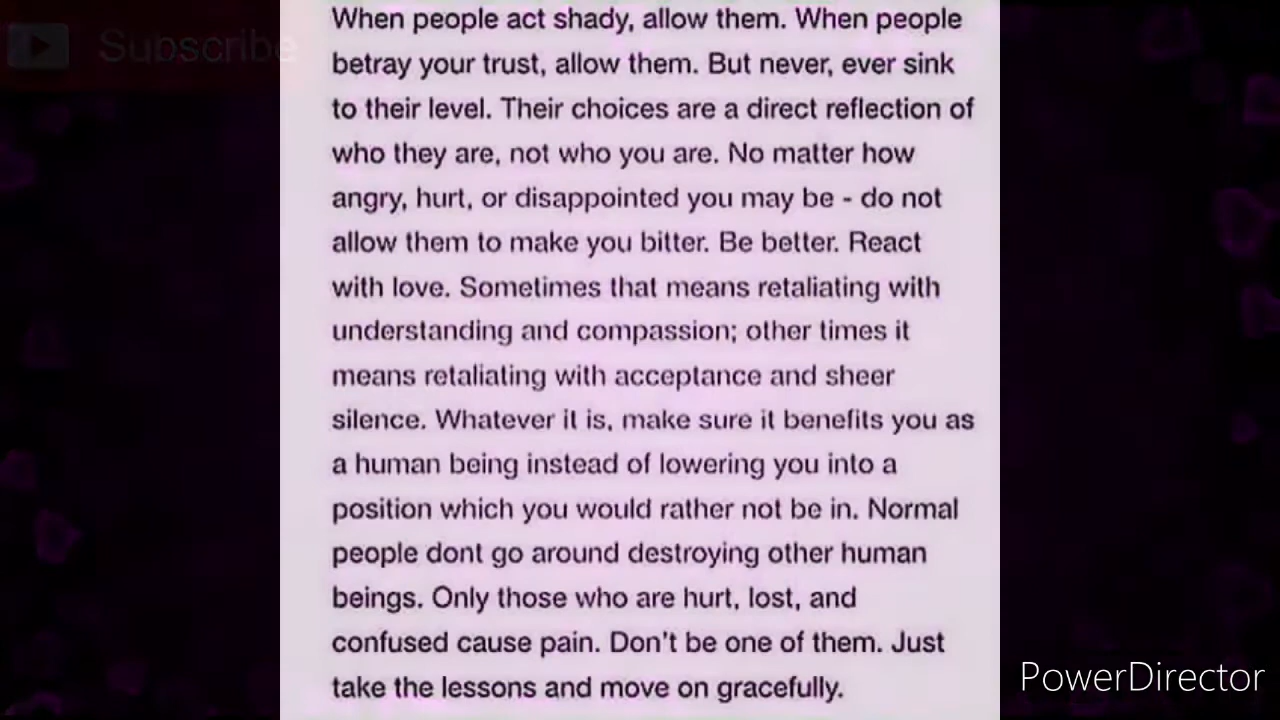 Subscribe
When people act shady, allow them. When people
betray your trust, allow them. But never, ever sink
to their level. Their choices are a direct reflection of
who they are, not who you are. No matter how
angry, hurt, or disappointed you may be - do not
allow them to make you bitter. Be better. React
with love. Sometimes that means retaliating with
understanding and compassion; other times it
means retaliating with acceptance and sheer
silence. Whatever it is, make sure it benefits you as
a human being instead of lowering you into a
position which you would rather not be in. Normal
people dont go around destroying other human
beings. Only those who are hurt, lost, and
confused cause pain. Don't be one of them. Just
take the lessons and move on gracefully.
PowerDirector